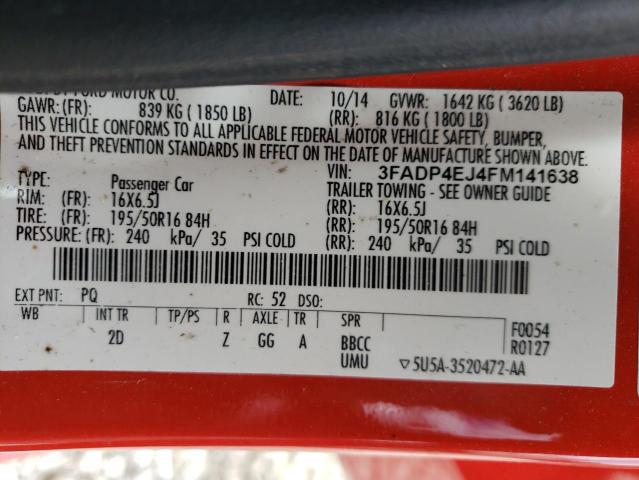 BY FORD MOTOR CO. DATE: 10/14 GVWR: 1642 KG ( 3620 LB)
GAWR: (FR): 839 KG ( 1850 LB) (RR): 816 KG ( 1800 LB)
THIS VEHICLE CONFORMS TO ALL APPLICABLE FEDERAL MOTOR VEHICLE SAFETY, BUMPER,
AND THEFT PREVENTION STANDARDS IN EFFECT ON THE DATE OF MANUFACTURE SHOWN ABOVE.
VIN: 3FADP4EJ4FM141638
TYPE: Passenger Car TRAILER TOWING - SEE OWNER GUIDE
RIM: (FR): 16X6.5J (RR): 16X6.5J
TIRE: (FR): 195/50R16 84H (RR): 195/50R16 84H
PRESSURE: (FR): 240 kPa/ 35 PSI COLD (RR): 240 kPa/ 35 PSI COLD
EXT PNT: PQ RC: 52 DSO:
WB INT TR TP/PS R AXLE TR SPR F0054
2D Z GG A BBCC R0127
UMU ▽5U5A-3520472-AA